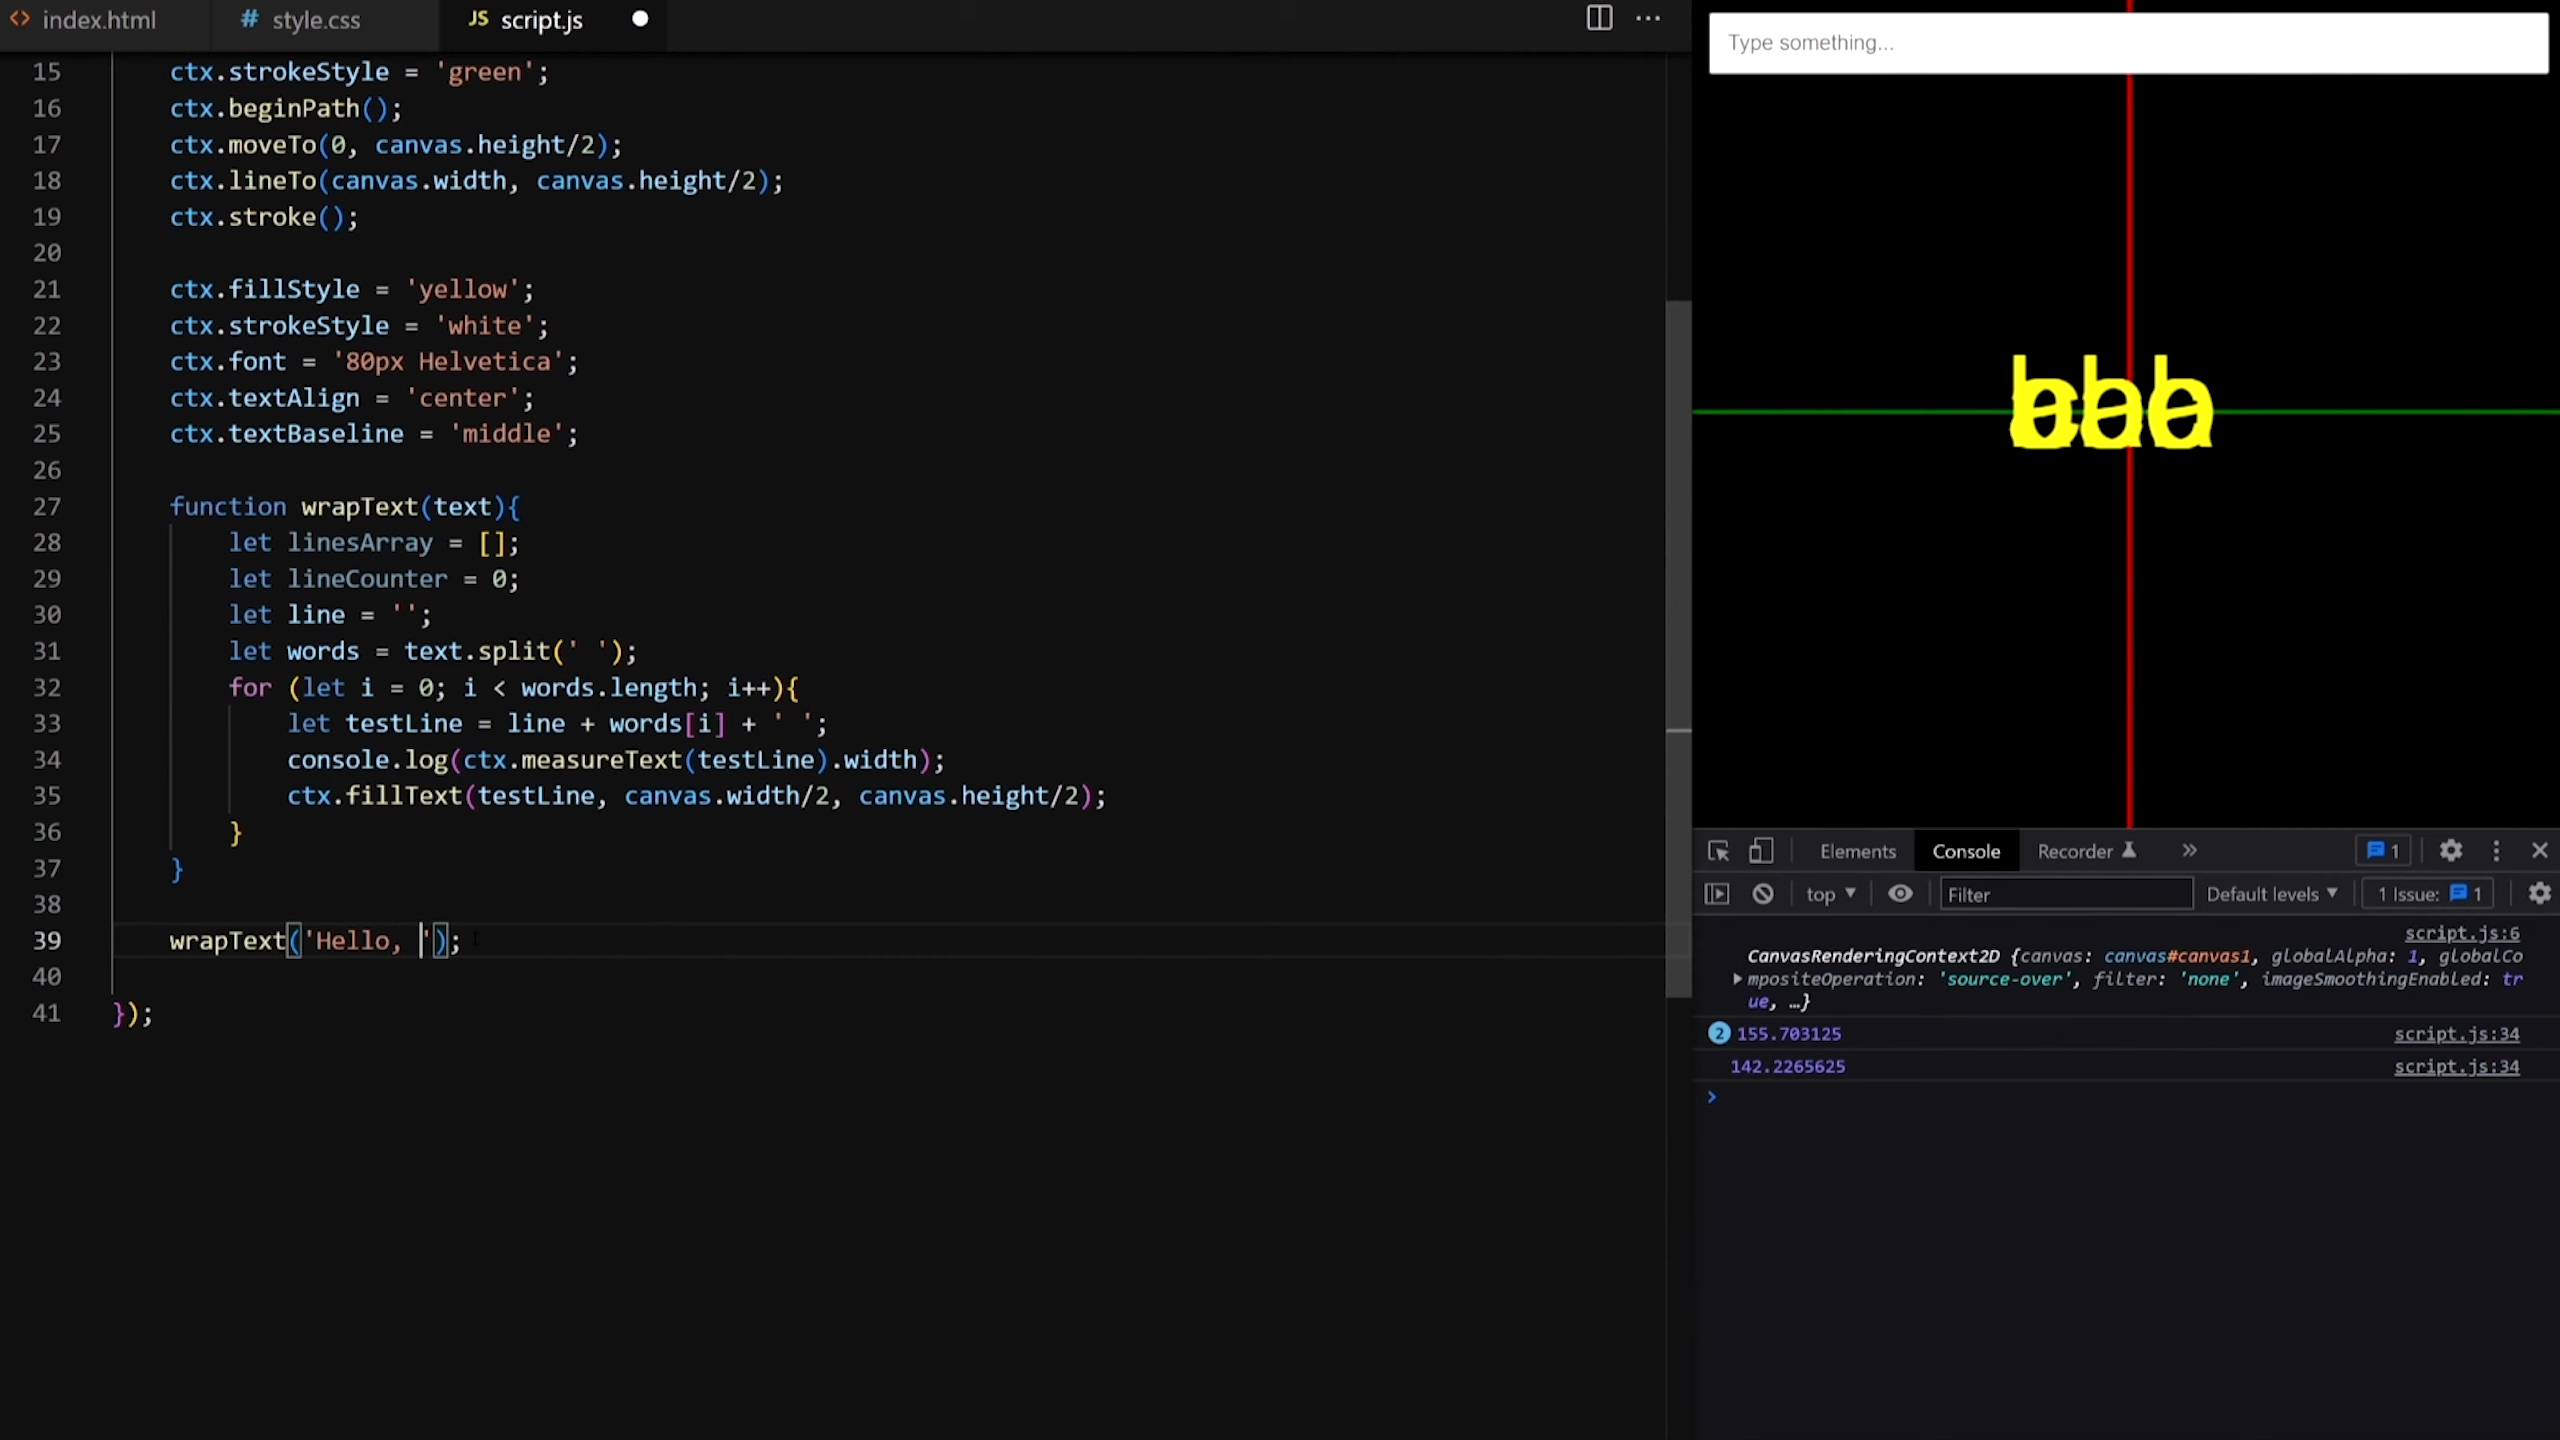 index.html
style.css
JS script.js
15 ctx.strokeStyle = 'green';
16 ctx.beginPath();
17 ctx.moveTo(0, canvas.height/2);
18 ctx.lineTo(canvas.width, canvas.height/2);
19 ctx.stroke();
20
21 ctx.fillStyle = 'yellow';
22 ctx.strokeStyle = 'white';
23 ctx.font = '80px Helvetica';
24 ctx.textAlign = 'center';
25 ctx.textBaseline = 'middle';
26
27 function wrapText(text){
28 let linesArray = [];
29 let lineCounter = 0;
30 let line = '';
31 let words = text.split(' ');
32 for (let i = 0; i < words.length; i++){
33 let testLine = line + words[i] + ' ';
34 console.log(ctx.measureText(testLine).width);
35 ctx.fillText(testLine, canvas.width/2, canvas.height/2);
36 }
37 }
38
39 wrapText('Hello, ');
40
41 });
Type something...
Elements Console Recorder 1
top Filter Default levels 1 Issue: 1
script.js:6
CanvasRenderingContext2D {canvas: canvas#canvas1, globalAlpha: 1, globalCo
mpositeOperation: 'source-over', filter: 'none', imageSmoothingEnabled: tr
ue, …}
2 155.703125 script.js:34
142.2265625 script.js:34